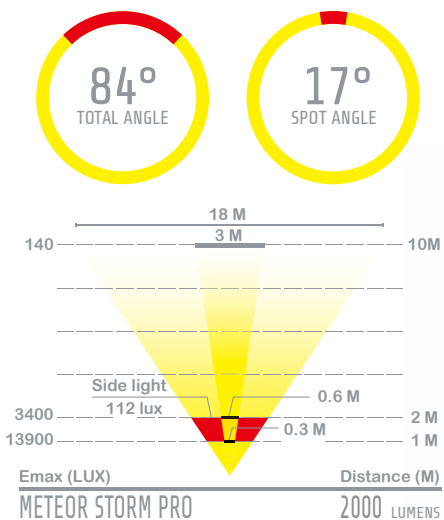 84°
TOTAL ANGLE
17°
SPOT ANGLE
18 M
3 M
140
10M
Side light
112 lux
0.6 M
3400
2 M
0.3 M
13900
1 M
Emax (LUX)
Distance (M)
METEOR STORM PRO
2000 LUMENS